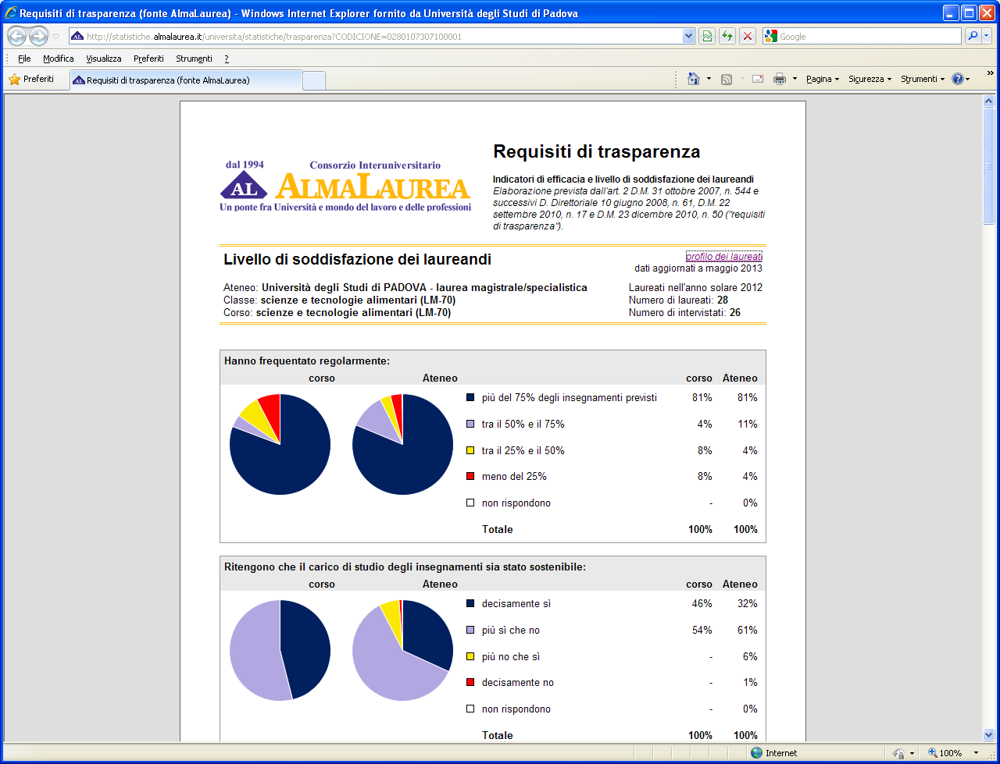 Requisiti di trasparenza (fonte AlmaLaurea) - Windows Internet Explorer fornito da Università degli Studi di Padova
http://statistiche.almalaurea.it/universita/statistiche/trasparenza?CODICIONE=0280107307100001
Google
File Modifica Visualizza Preferiti Strumenti ?
Preferiti
Requisiti di trasparenza (fonte AlmaLaurea)
Pagina Sicurezza Strumenti
dal 1994
Consorzio Interuniversitario
AL
ALMALAUREA
Un ponte fra Università e mondo del lavoro e delle professioni
Requisiti di trasparenza
Indicatori di efficacia e livello di soddisfazione dei laureandi
Elaborazione prevista dall'art. 2 D.M. 31 ottobre 2007, n. 544 e
successivi D. Direttoriale 10 giugno 2008, n. 61, D.M. 22
settembre 2010, n. 17 e D.M. 23 dicembre 2010, n. 50 ("requisiti
di trasparenza").
Livello di soddisfazione dei laureandi
profilo dei laureati
dati aggiornati a maggio 2013
Ateneo: Università degli Studi di PADOVA - laurea magistrale/specialistica
Classe: scienze e tecnologie alimentari (LM-70)
Corso: scienze e tecnologie alimentari (LM-70)
Laureati nell'anno solare 2012
Numero di laureati: 28
Numero di intervistati: 26
Hanno frequentato regolarmente:
corso Ateneo corso Ateneo
più del 75% degli insegnamenti previsti 81% 81%
tra il 50% e il 75% 4% 11%
tra il 25% e il 50% 8% 4%
meno del 25% 8% 4%
non rispondono - 0%
Totale 100% 100%
Ritengono che il carico di studio degli insegnamenti sia stato sostenibile:
corso Ateneo corso Ateneo
decisamente sì 46% 32%
più sì che no 54% 61%
più no che sì - 6%
decisamente no - 1%
non rispondono - 0%
Totale 100% 100%
Internet
100%